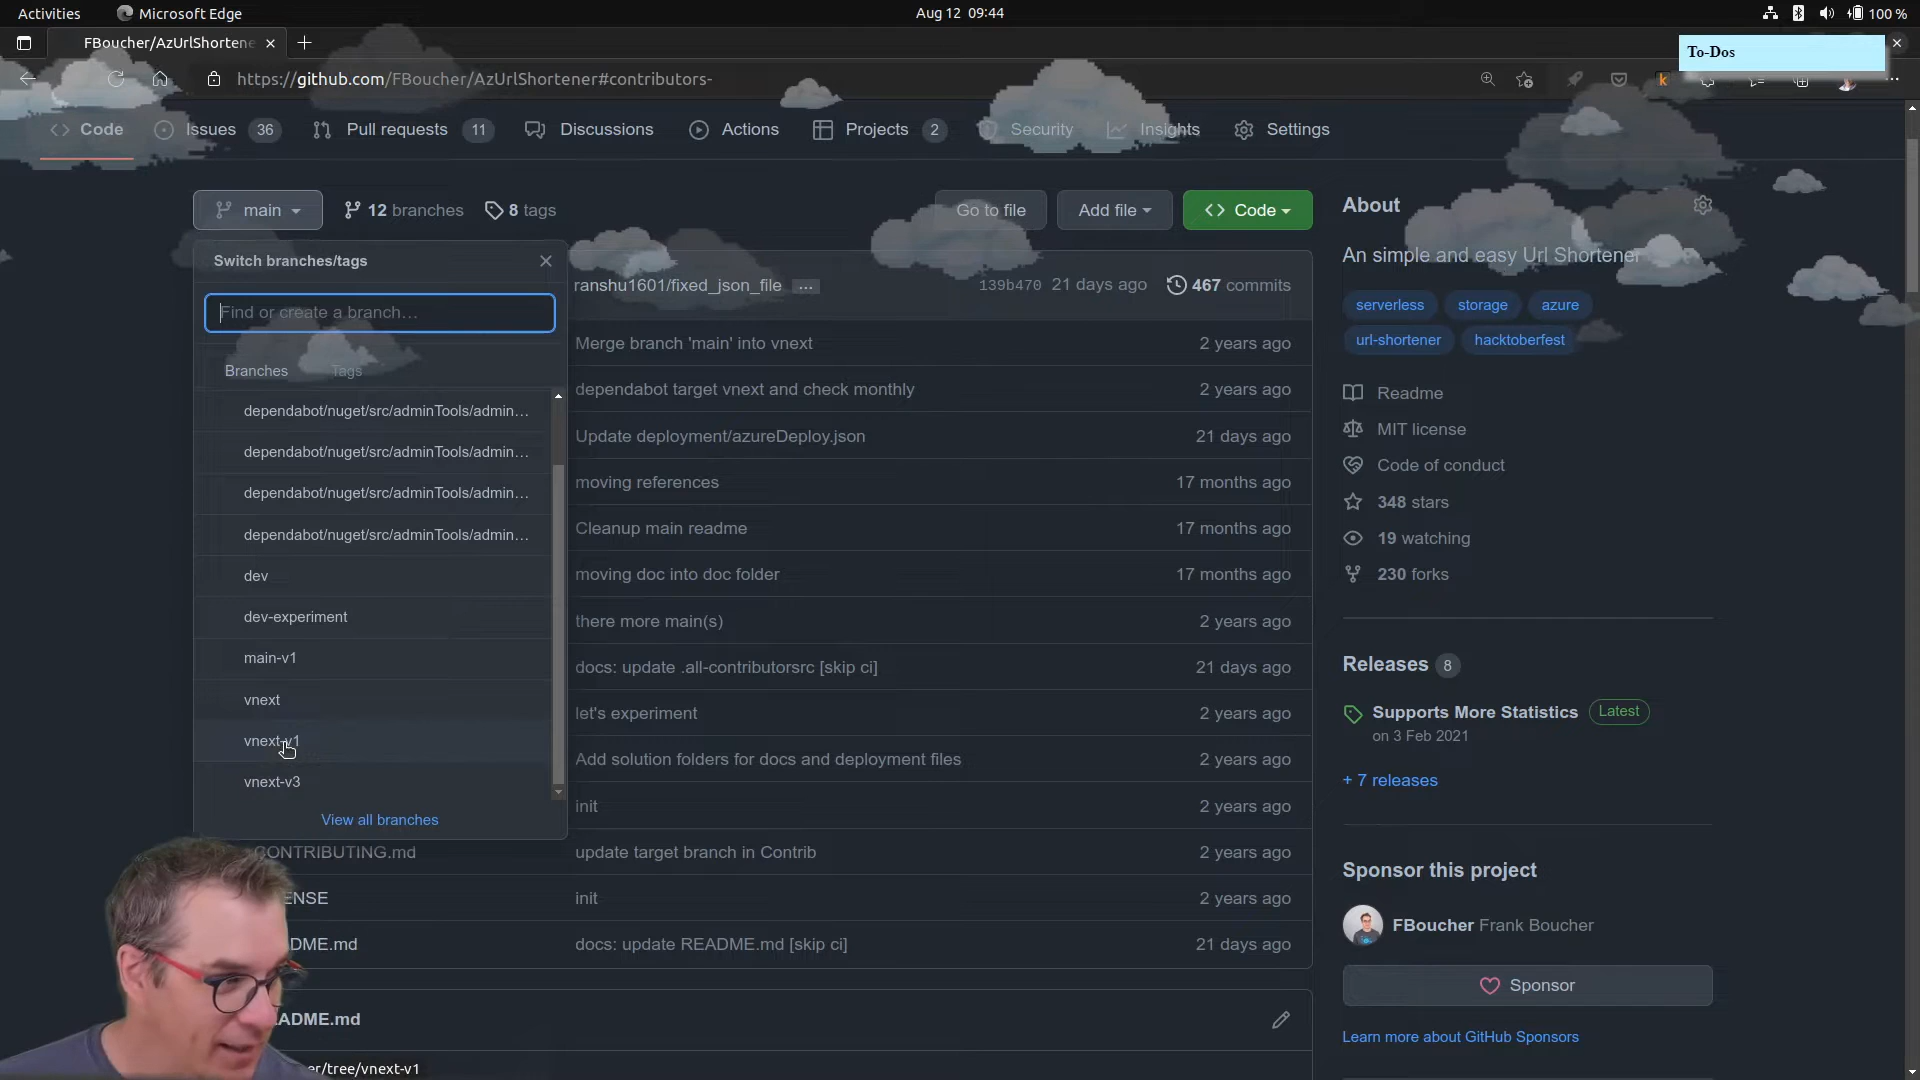 Activities
Microsoft Edge
Aug 12 09:44
100 %
FBoucher/AzUrlShortene
To-Dos
https://github.com/FBoucher/AzUrlShortener#contributors-
Code
Issues 36
Pull requests 11
Discussions
Actions
Projects 2
Security
Insights
Settings
main
12 branches
8 tags
Go to file
Add file
Code
Switch branches/tags
Find or create a branch…
Branches
Tags
dependabot/nuget/src/adminTools/admin…
dependabot/nuget/src/adminTools/admin…
dependabot/nuget/src/adminTools/admin…
dependabot/nuget/src/adminTools/admin…
dev
dev-experiment
main-v1
vnext
vnext-v1
vnext-v3
View all branches
ranshu1601/fixed_json_file ...
139b470 21 days ago
467 commits
Merge branch 'main' into vnext 2 years ago
dependabot target vnext and check monthly 2 years ago
Update deployment/azureDeploy.json 21 days ago
moving references 17 months ago
Cleanup main readme 17 months ago
moving doc into doc folder 17 months ago
there more main(s) 2 years ago
docs: update .all-contributorsrc [skip ci] 21 days ago
let's experiment 2 years ago
Add solution folders for docs and deployment files 2 years ago
init 2 years ago
CONTRIBUTING.md update target branch in Contrib 2 years ago
ENSE init 2 years ago
DME.md docs: update README.md [skip ci] 21 days ago
ADME.md
er/tree/vnext-v1
About
An simple and easy Url Shortener
serverless
storage
azure
url-shortener
hacktoberfest
Readme
MIT license
Code of conduct
348 stars
19 watching
230 forks
Releases 8
Supports More Statistics Latest
on 3 Feb 2021
+ 7 releases
Sponsor this project
FBoucher Frank Boucher
Sponsor
Learn more about GitHub Sponsors